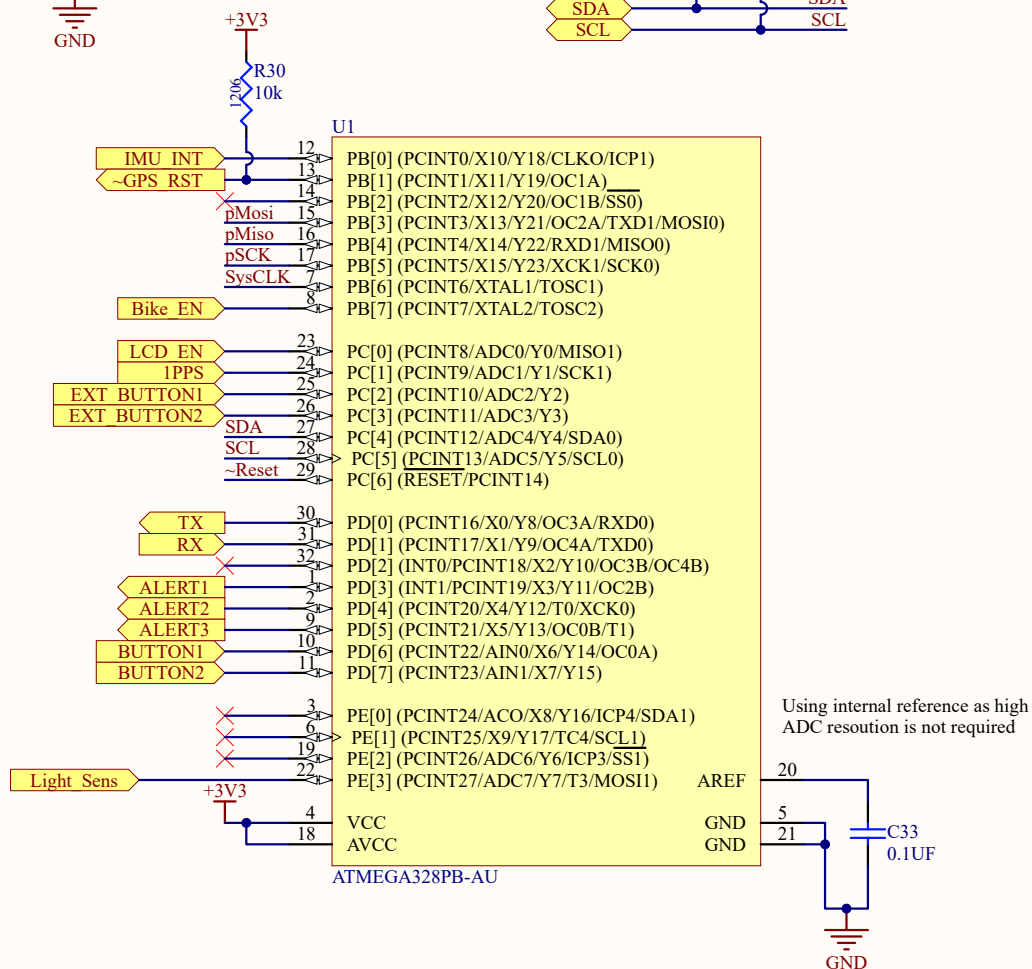 SDA SDA
SCL SCL
GND
+3V3
R30
1206
10k
U1
IMU_INT 12 PB[0] (PCINT0/X10/Y18/CLKO/ICP1)
~GPS_RST 13 PB[1] (PCINT1/X11/Y19/OC1A)
14 PB[2] (PCINT2/X12/Y20/OC1B/SS0)
pMosi 15 PB[3] (PCINT3/X13/Y21/OC2A/TXD1/MOSI0)
pMiso 16 PB[4] (PCINT4/X14/Y22/RXD1/MISO0)
pSCK 17 PB[5] (PCINT5/X15/Y23/XCK1/SCK0)
SysCLK 7 PB[6] (PCINT6/XTAL1/TOSC1)
Bike_EN 8 PB[7] (PCINT7/XTAL2/TOSC2)
LCD_EN 23 PC[0] (PCINT8/ADC0/Y0/MISO1)
1PPS 24 PC[1] (PCINT9/ADC1/Y1/SCK1)
EXT_BUTTON1 25 PC[2] (PCINT10/ADC2/Y2)
EXT_BUTTON2 26 PC[3] (PCINT11/ADC3/Y3)
SDA 27 PC[4] (PCINT12/ADC4/Y4/SDA0)
SCL 28 PC[5] (PCINT13/ADC5/Y5/SCL0)
~Reset 29 PC[6] (RESET/PCINT14)
TX 30 PD[0] (PCINT16/X0/Y8/OC3A/RXD0)
RX 31 PD[1] (PCINT17/X1/Y9/OC4A/TXD0)
32 PD[2] (INT0/PCINT18/X2/Y10/OC3B/OC4B)
ALERT1 1 PD[3] (INT1/PCINT19/X3/Y11/OC2B)
ALERT2 2 PD[4] (PCINT20/X4/Y12/T0/XCK0)
ALERT3 9 PD[5] (PCINT21/X5/Y13/OC0B/T1)
BUTTON1 10 PD[6] (PCINT22/AIN0/X6/Y14/OC0A)
BUTTON2 11 PD[7] (PCINT23/AIN1/X7/Y15)
3 PE[0] (PCINT24/ACO/X8/Y16/ICP4/SDA1)
6 PE[1] (PCINT25/X9/Y17/TC4/SCL1)
19 PE[2] (PCINT26/ADC6/Y6/ICP3/SS1)
Light_Sens 22 PE[3] (PCINT27/ADC7/Y7/T3/MOSI1)
Using internal reference as high
ADC resoution is not required
AREF 20
+3V3
4 VCC GND 5
18 AVCC GND 21
C33
0.1UF
ATMEGA328PB-AU
GND